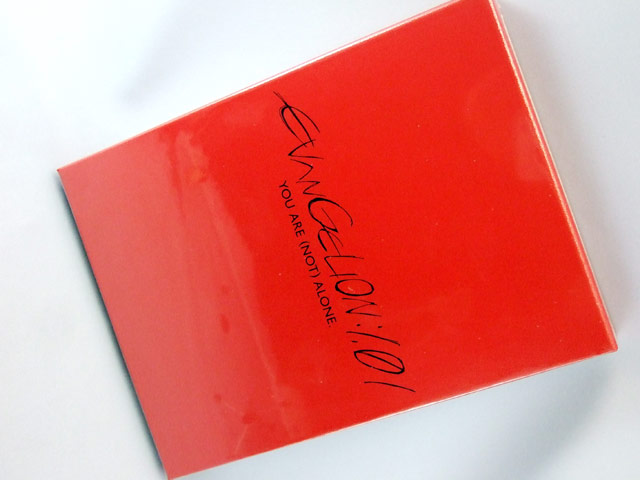 EVANGELION:1.01
YOU ARE (NOT) ALONE.